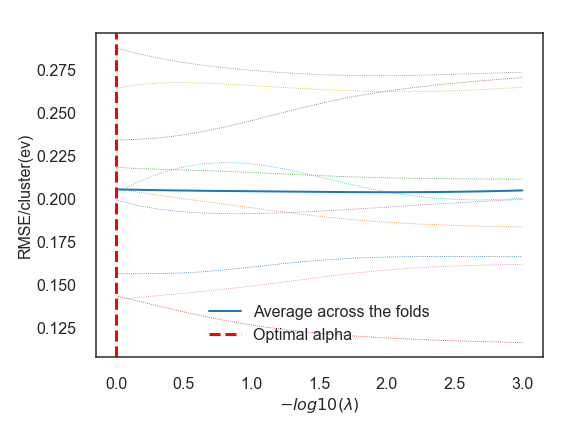 0.275
0.250
0.225
0.200
0.175
0.150
0.125
RMSE/cluster(ev)
Average across the folds
Optimal alpha
0.0 0.5 1.0 1.5 2.0 2.5 3.0
−log10(λ)